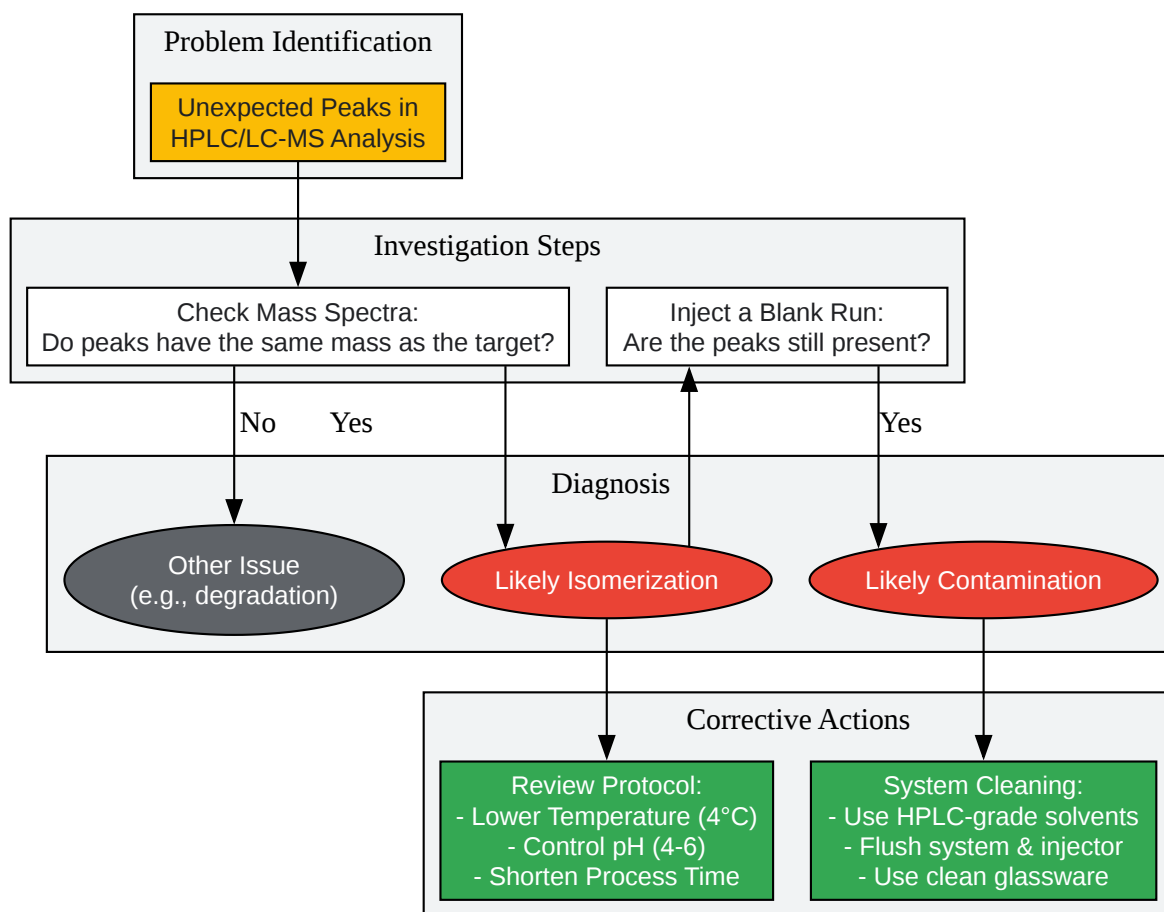 Problem Identification
Unexpected Peaks in
HPLC/LC-MS Analysis
Investigation Steps
Check Mass Spectra:
Do peaks have the same mass as the target?
Inject a Blank Run:
Are the peaks still present?
No
Yes
Yes
Diagnosis
Other Issue
(e.g., degradation)
Likely Isomerization
Likely Contamination
Corrective Actions
Review Protocol:
- Lower Temperature (4°C)
- Control pH (4-6)
- Shorten Process Time
System Cleaning:
- Use HPLC-grade solvents
- Flush system & injector
- Use clean glassware